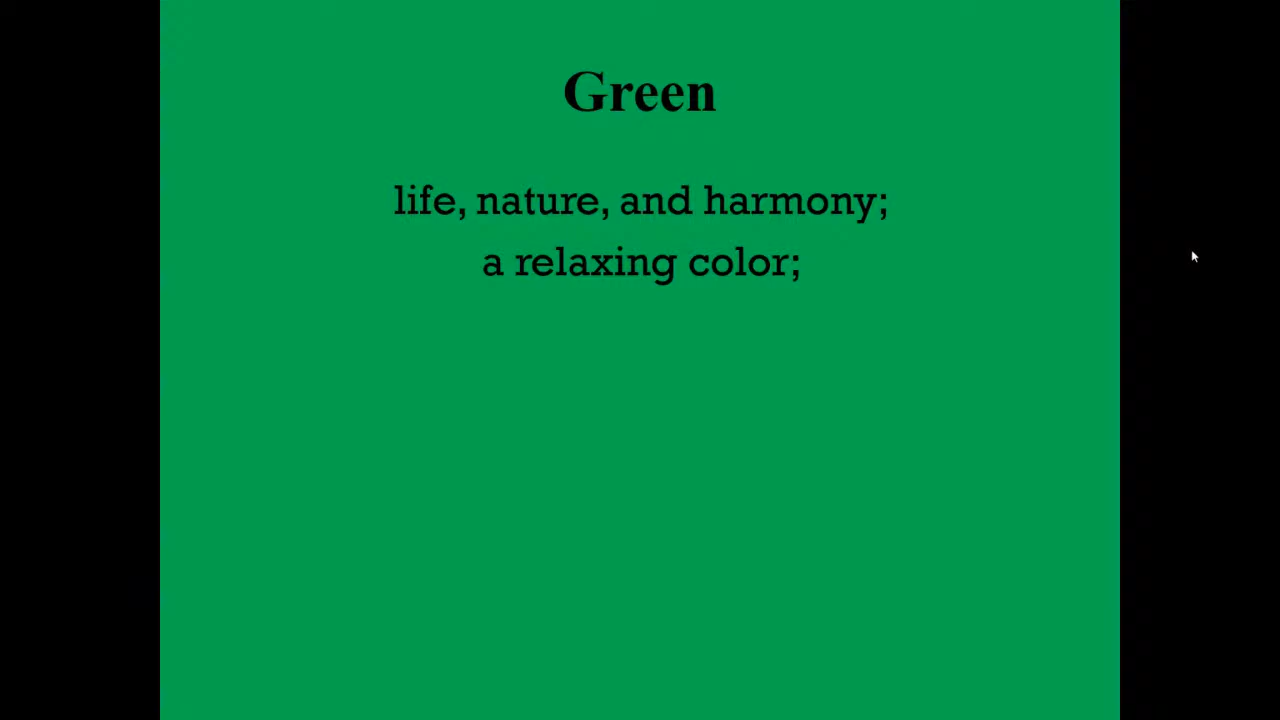 Green
life, nature, and harmony;
a relaxing color;